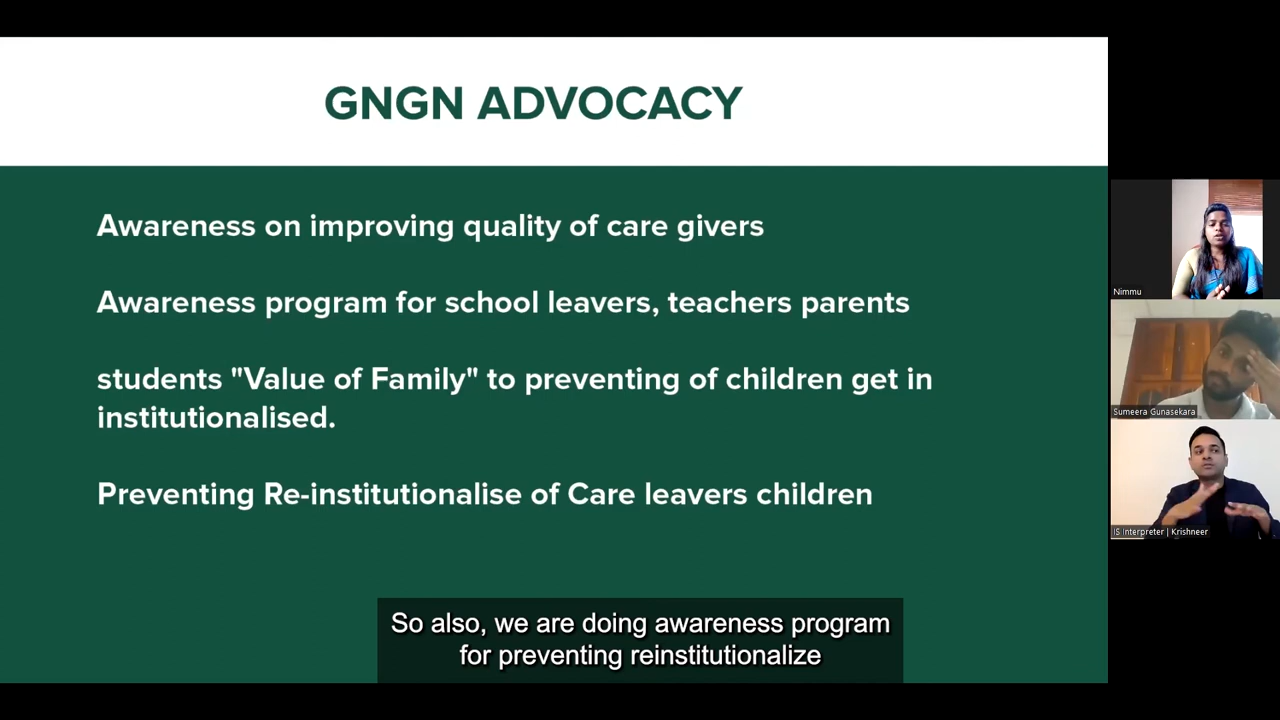 GNGN ADVOCACY
Awareness on improving quality of care givers
Awareness program for school leavers, teachers parents
students "Value of Family" to preventing of children get in
institutionalised.
Preventing Re-institutionalise of Care leavers children
Nimmu
Sumeera Gunasekara
IS Interpreter | Krishneer
So also, we are doing awareness program
for preventing reinstitutionalize